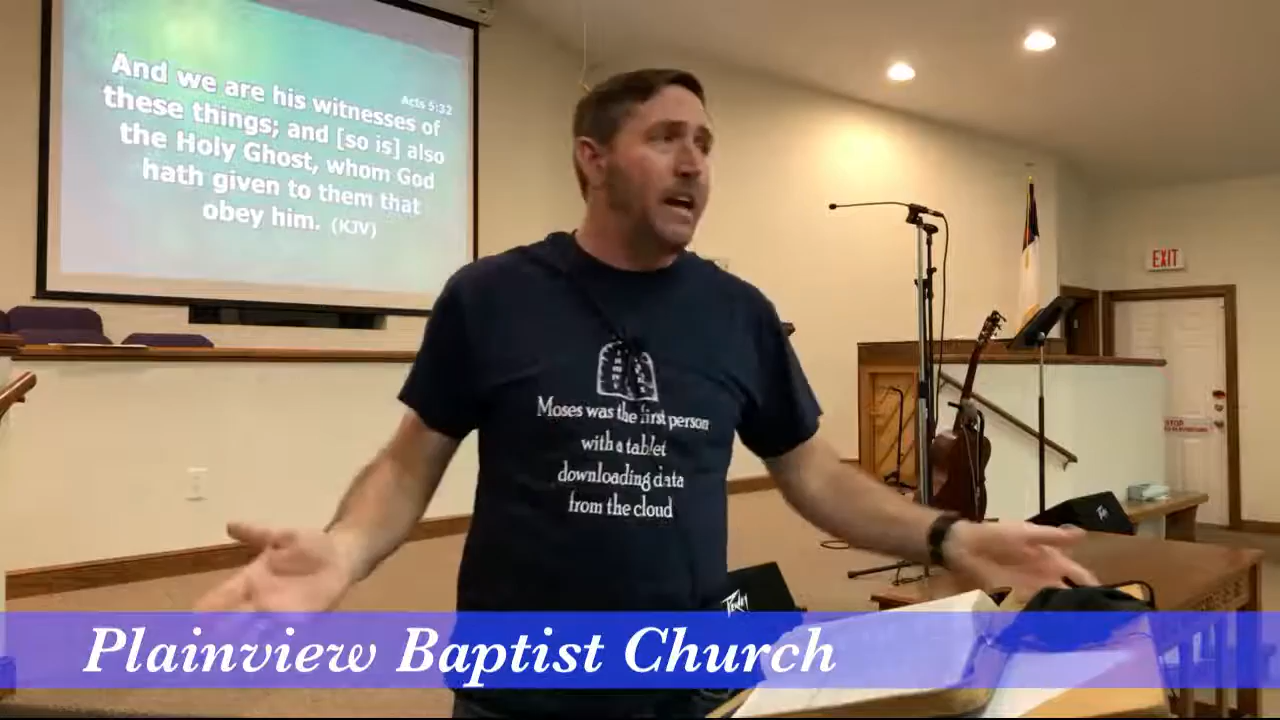 Acts 5:32
And we are his witnesses of
these things; and [so is] also
the Holy Ghost, whom God
hath given to them that
obey him. (KJV)
EXIT
Moses was the first person
with a tablet
downloading data
from the cloud
STOP
Peavey
Peavey
Plainview Baptist Church